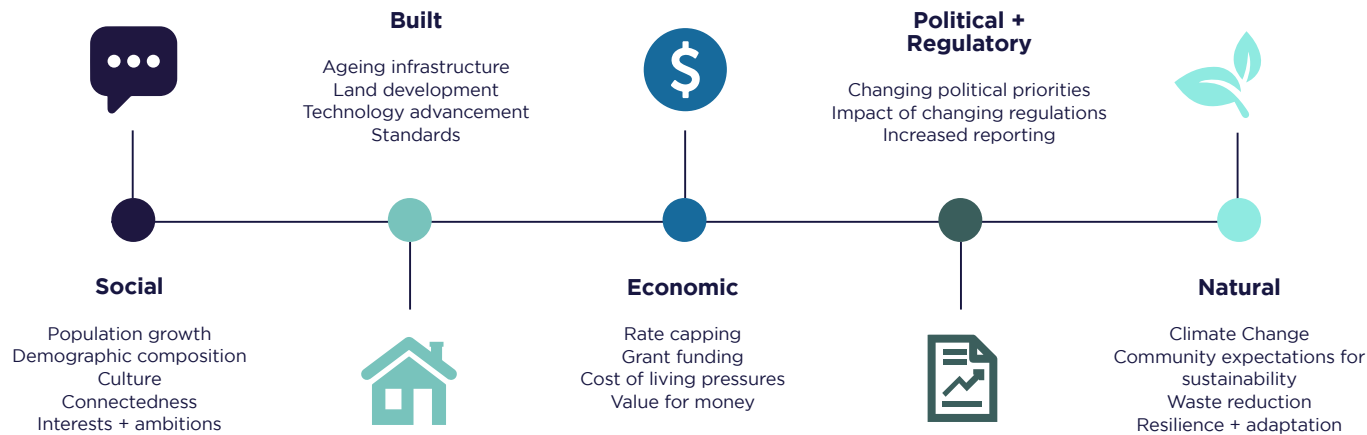 Social
Population growth
Demographic composition
Culture
Connectedness
Interests + ambitions
Built
Ageing infrastructure
Land development
Technology advancement
Standards
$
Economic
Rate capping
Grant funding
Cost of living pressures
Value for money
Political +
Regulatory
Changing political priorities
Impact of changing regulations
Increased reporting
Natural
Climate Change
Community expectations for
sustainability
Waste reduction
Resilience + adaptation